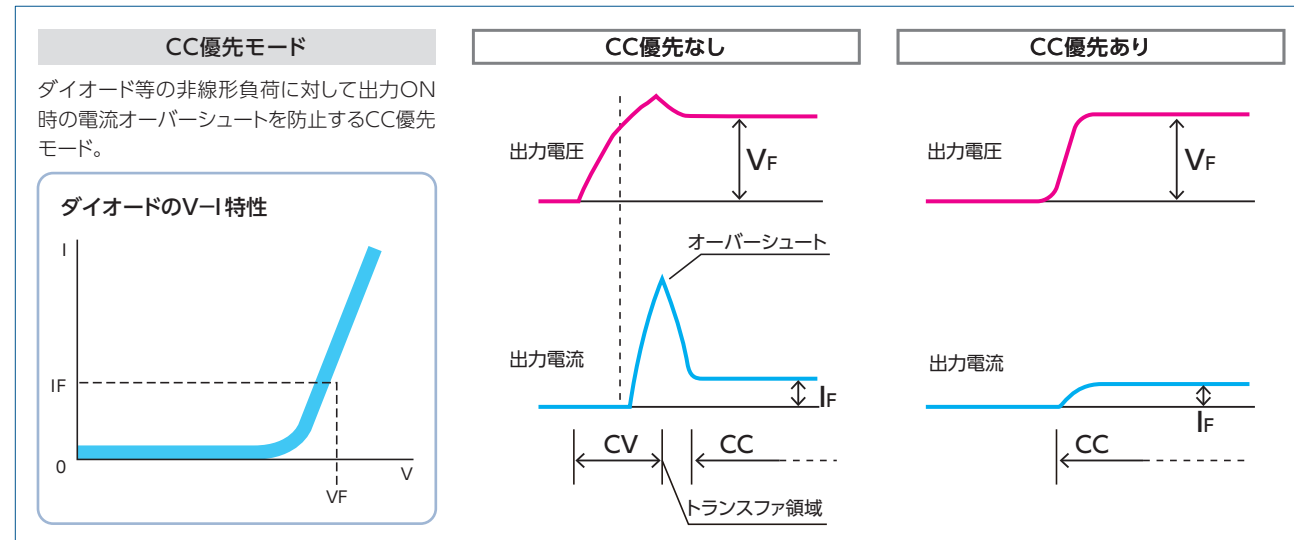 CC優先モード
ダイオード等の非線形負荷に対して出力ON
時の電流オーバーシュートを防止するCC優先
モード。
ダイオードのV−I特性
I
IF
0
VF
V
CC優先なし
出力電圧
VF
オーバーシュート
出力電流
IF
CV
CC
トランスファ領域
CC優先あり
出力電圧
VF
出力電流
IF
CC